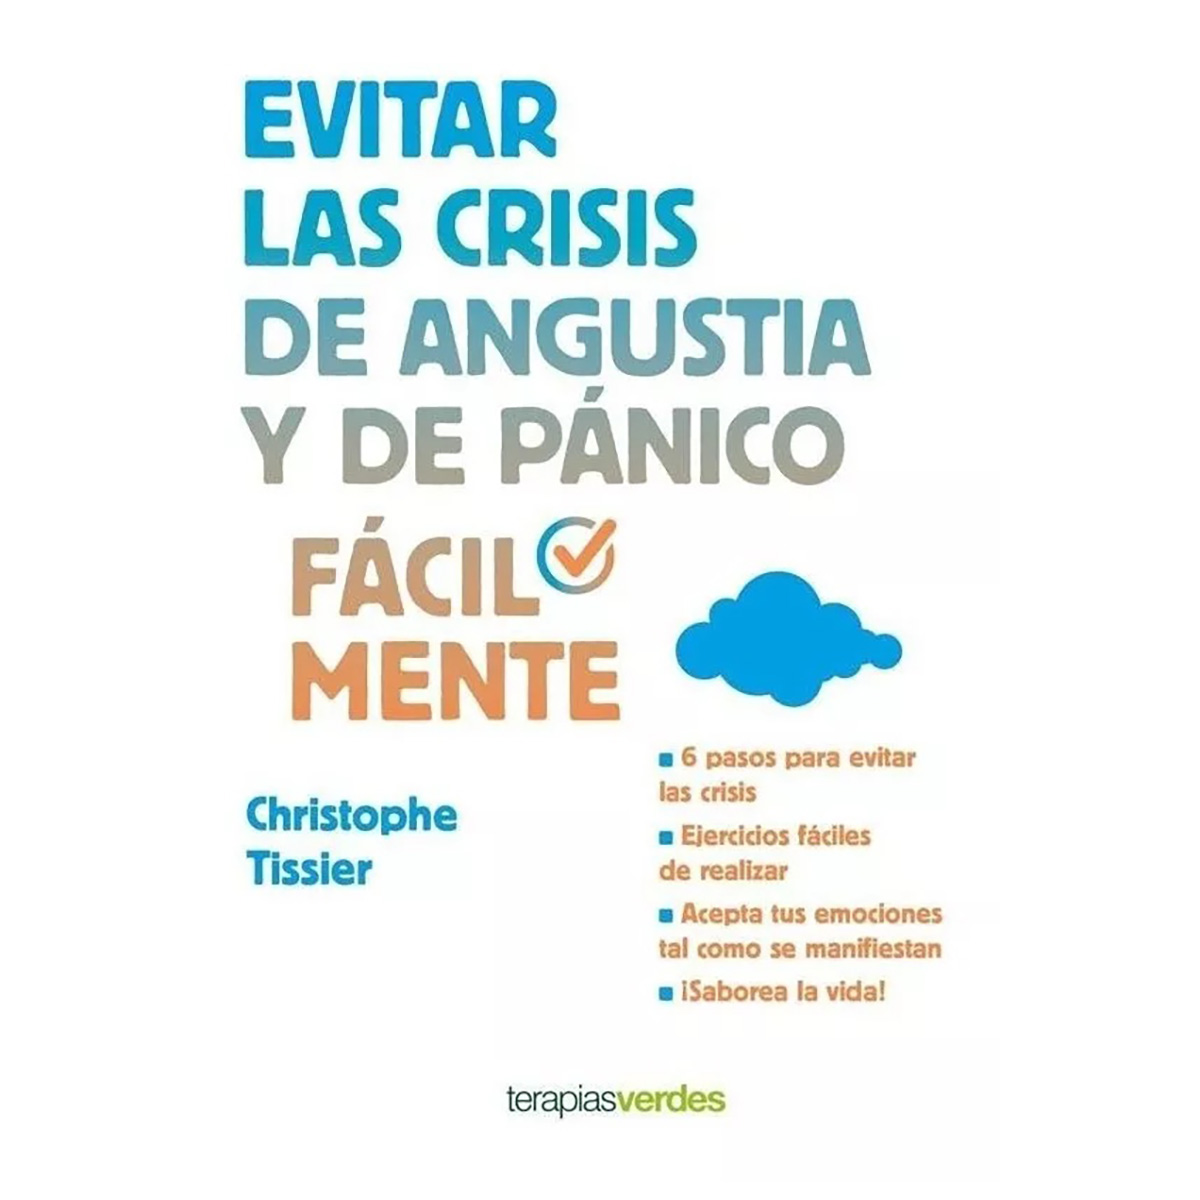 EVITAR
LAS CRISIS
DE ANGUSTIA
Y DE PÁNICO
FÁCIL
MENTE
Christophe
Tissier
6 pasos para evitar
las crisis
Ejercicios fáciles
de realizar
Acepta tus emociones
tal como se manifiestan
¡Saborea la vida!
terapiasverdes